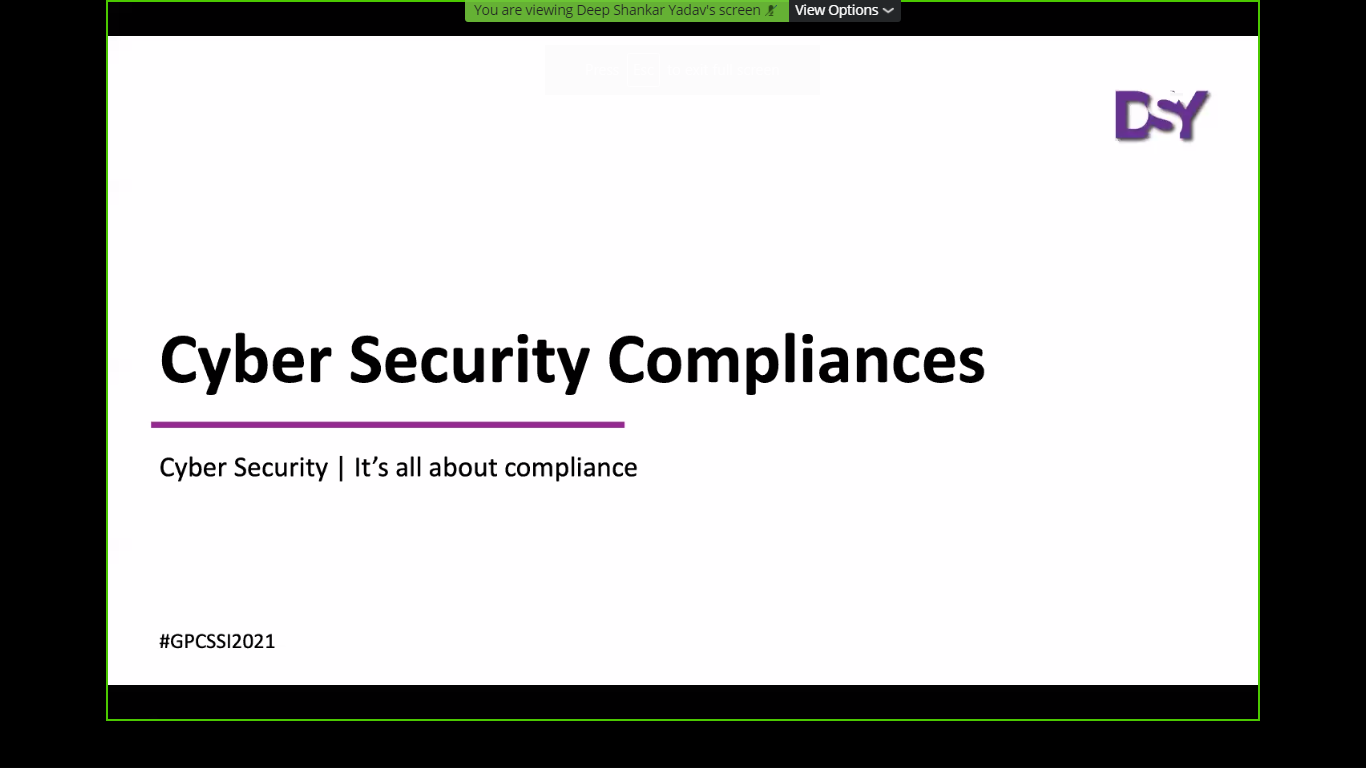 You are viewing Deep Shankar Yadav's screen View Options
DSY
Cyber Security Compliances
Cyber Security | It's all about compliance
#GPCSSI2021